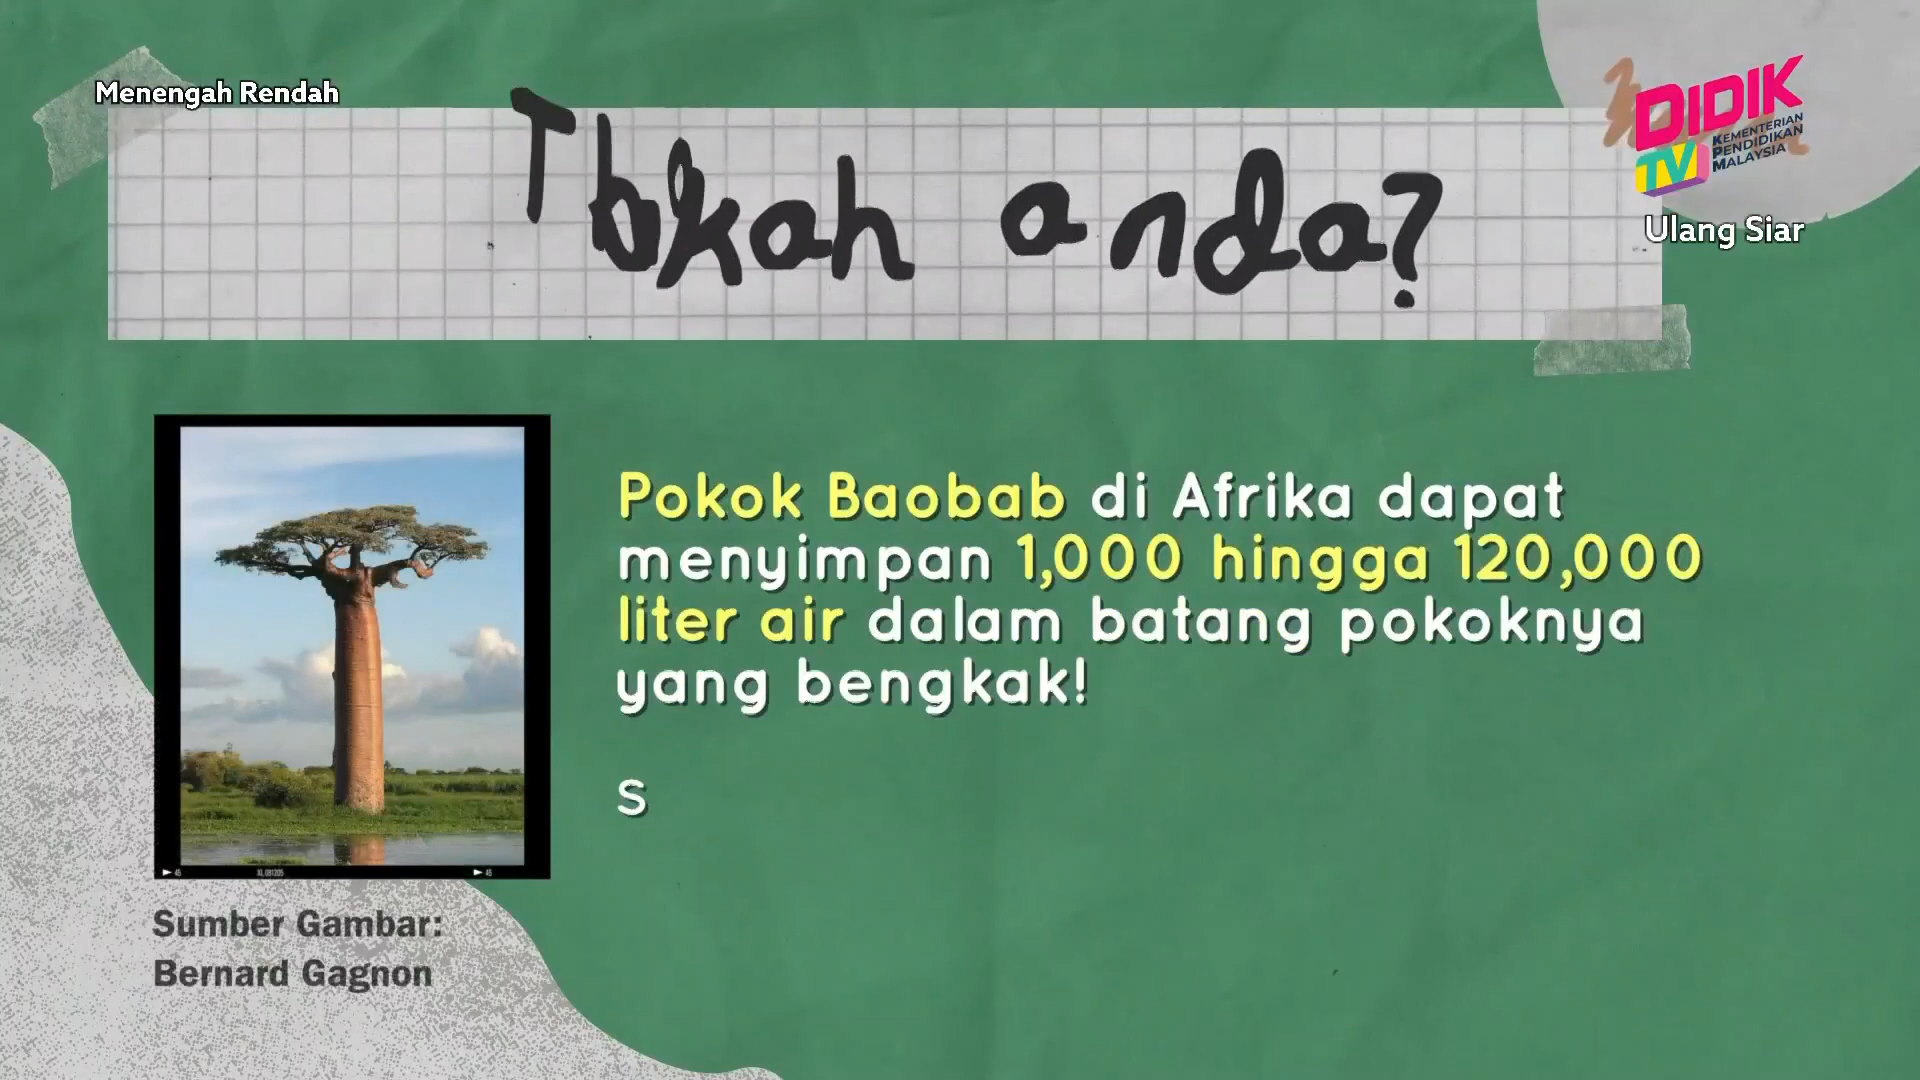 Menengah Rendah
DIDIK
TV
KEMENTERIAN
PENDIDIKAN
MALAYSIA
Ulang Siar
Tbkah anda?
Pokok Baobab di Afrika dapat
menyimpan 1,000 hingga 120,000
liter air dalam batang pokoknya
yang bengkak!
s
Sumber Gambar:
Bernard Gagnon